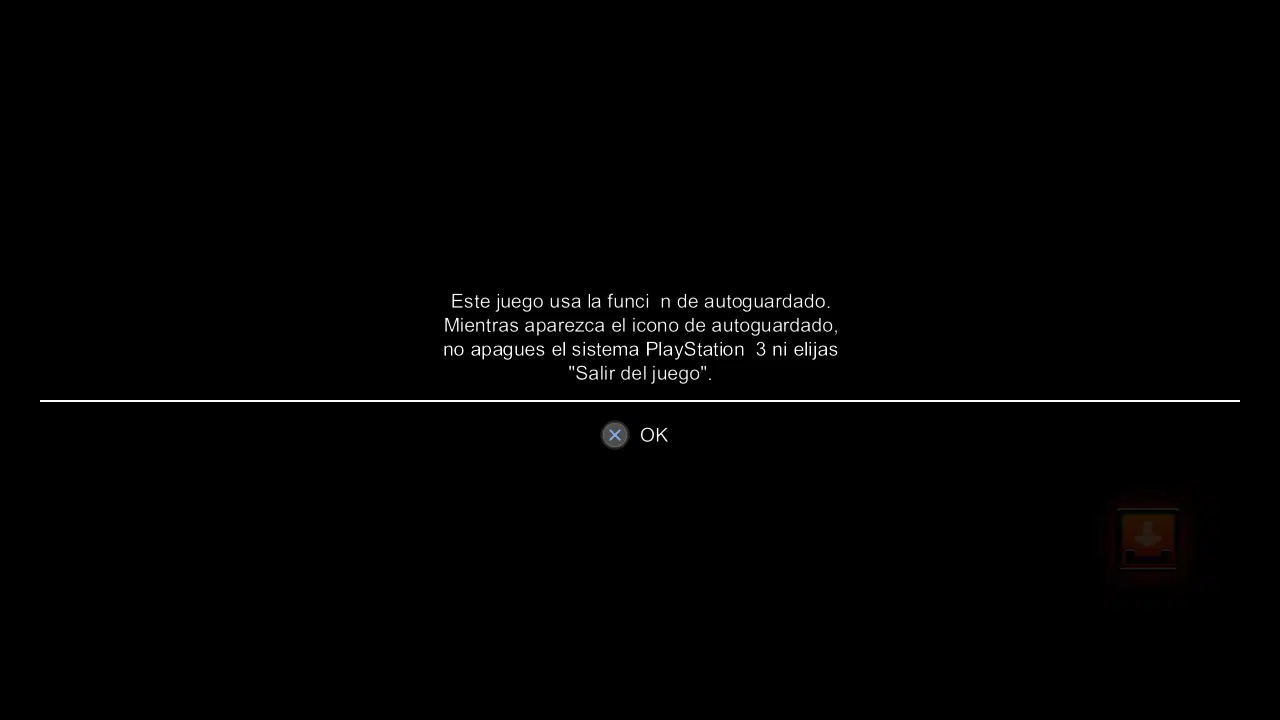 Este juego usa la funci n de autoguardado.
Mientras aparezca el icono de autoguardado,
no apagues el sistema PlayStation 3 ni elijas
"Salir del juego".
OK